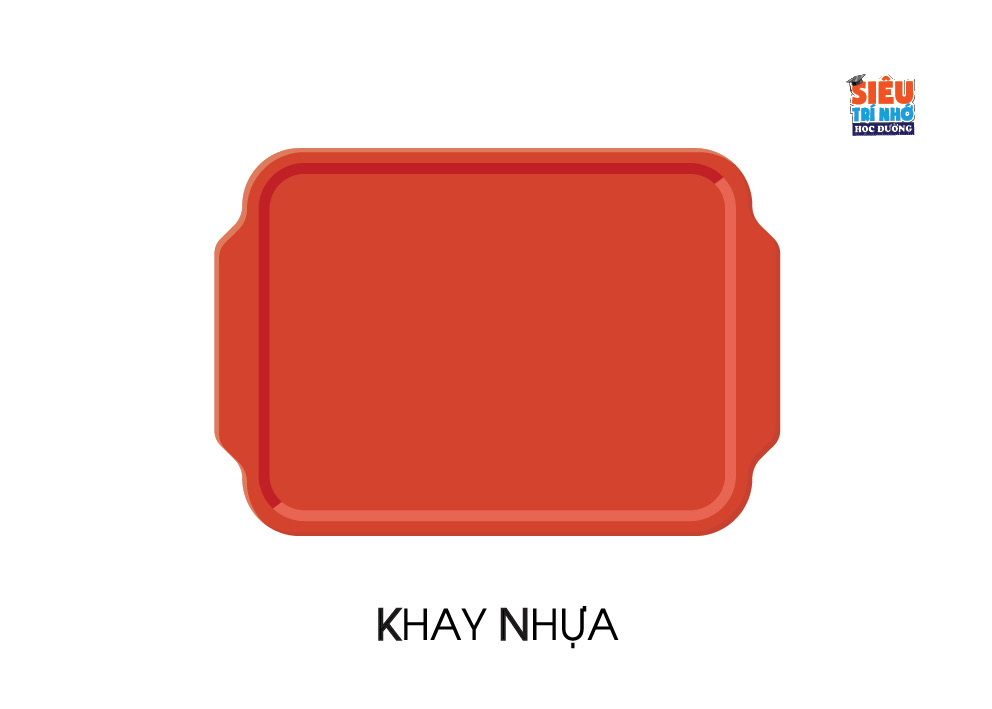 SIÊU
TRÍ NHỚ
HỌC ĐƯỜNG
KHAY NHỰA